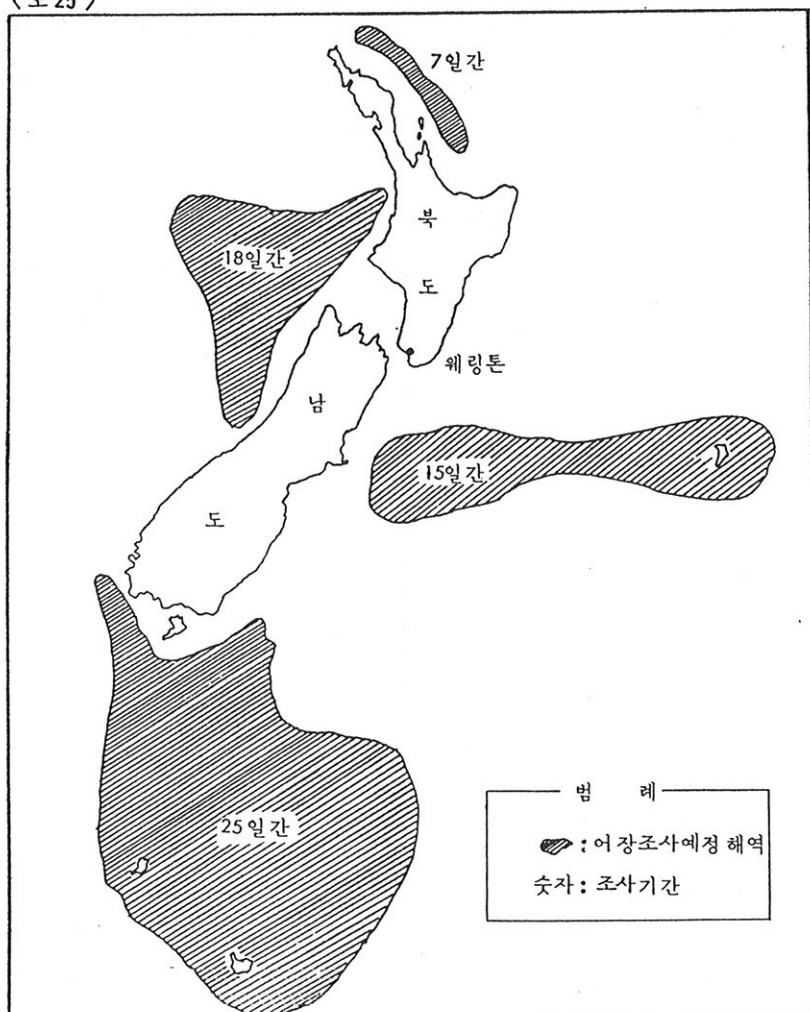 7일간
북
18일간
도
웨링톤
남
15일간
도
25일간
범 례
: 어장조사예정 해역
숫자 : 조사기간